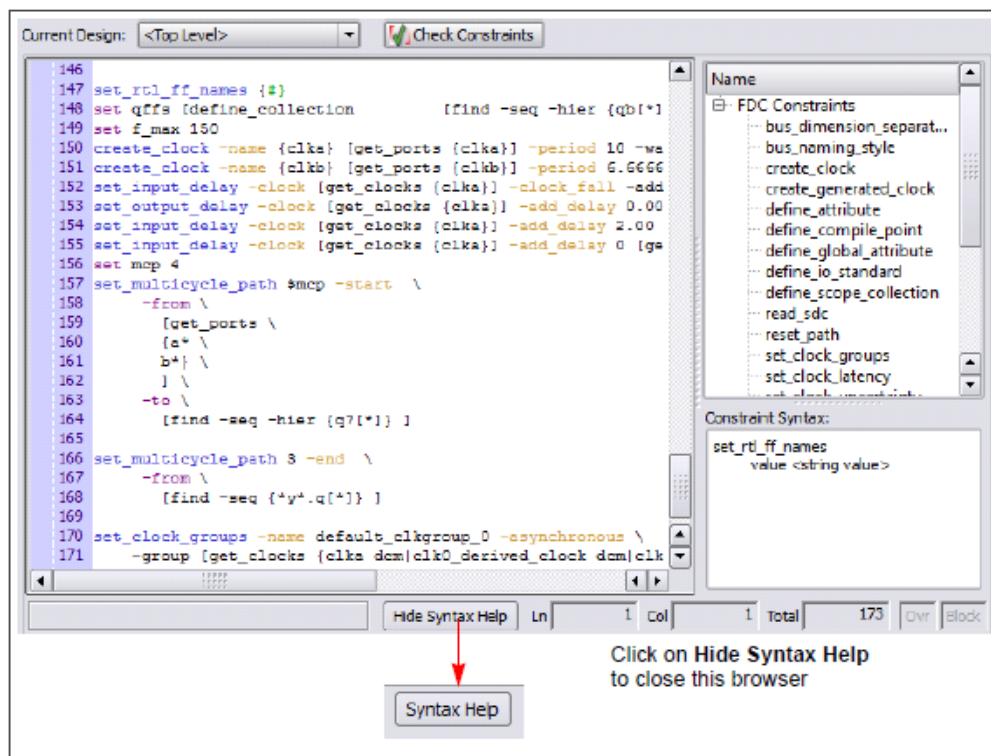 Current Design: <Top Level> Check Constraints
146
147 set_rtl_ff_names {#}
148 set qffs [define_collection [find -seq -hier {qb[*]
149 set f_max 150
150 create_clock -name {clka} [get_ports {clka}] -period 10 -wa
151 create_clock -name {clkb} [get_ports {clkb}] -period 6.6666
152 set_input_delay -clock [get_clocks {clka}] -clock_fall -add
153 set_output_delay -clock [get_clocks {clka}] -add_delay 0.00
154 set_input_delay -clock [get_clocks {clka}] -add_delay 2.00
155 set_input_delay -clock [get_clocks {clka}] -add_delay 0 [ge
156 set mcp 4
157 set_multicycle_path $mcp -start \
158 -from \
159 [get_ports \
160 {a* \
161 b*} \
162 ] \
163 -to \
164 [find -seq -hier {q?[*]} ]
165
166 set_multicycle_path 3 -end \
167 -from \
168 [find -seq {*y*.q[*]} ]
169
170 set_clock_groups -name default_clkgroup_0 -asynchronous \
171 -group [get_clocks {clka dcm|clk0_derived_clock dcm|clk
Name
FDC Constraints
bus_dimension_separat...
bus_naming_style
create_clock
create_generated_clock
define_attribute
define_compile_point
define_global_attribute
define_io_standard
define_scope_collection
read_sdc
reset_path
set_clock_groups
set_clock_latency
set_clock_uncertainty
Constraint Syntax:
set_rtl_ff_names
value <string value>
Hide Syntax Help Ln 1 Col 1 Total 173 Ovr Block
Click on Hide Syntax Help
to close this browser
Syntax Help